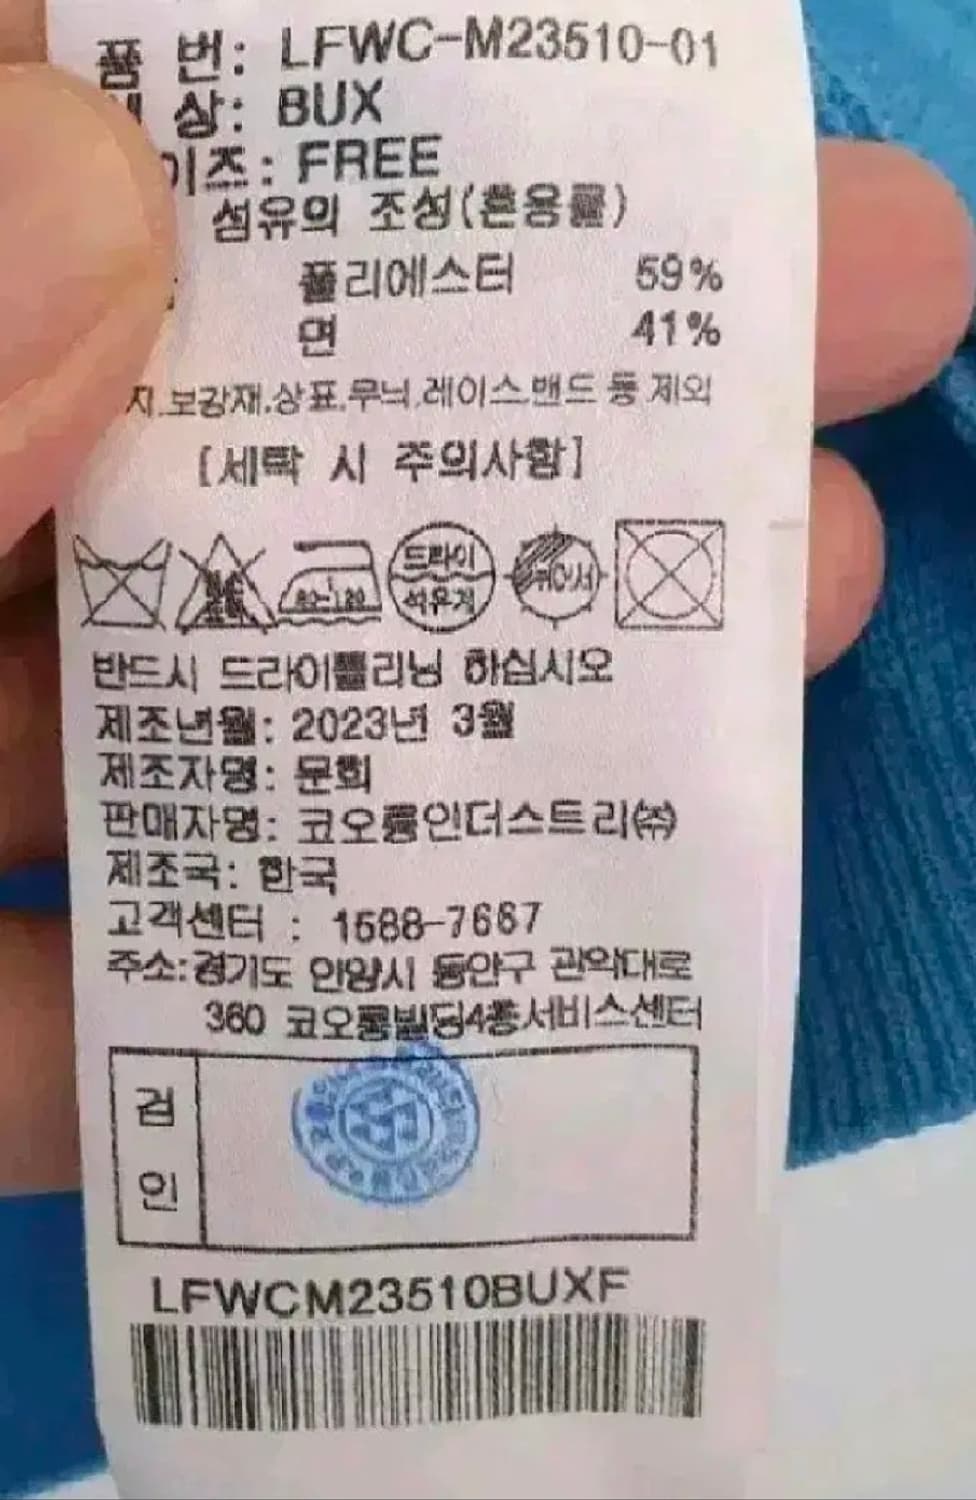 품 번: LFWC-M23510-01
상: BUX
이즈: FREE
섬유의 조성(혼용률)
폴리에스터 59%
면 41%
지.보강재.상표.무늬.레이스.밴드 등 제외
[세탁 시 주의사항]
드라이
석유계
80~120
뉘어서
반드시 드라이클리닝 하십시오
제조년월: 2023년 3월
제조자명: 문희
판매자명: 코오롱인더스트리㈜
제조국: 한국
고객센터 : 1588-7667
주소:경기도 안양시 동안구 관악대로
360 코오롱빌딩4층서비스센터
검
인
LFWCM23510BUXF